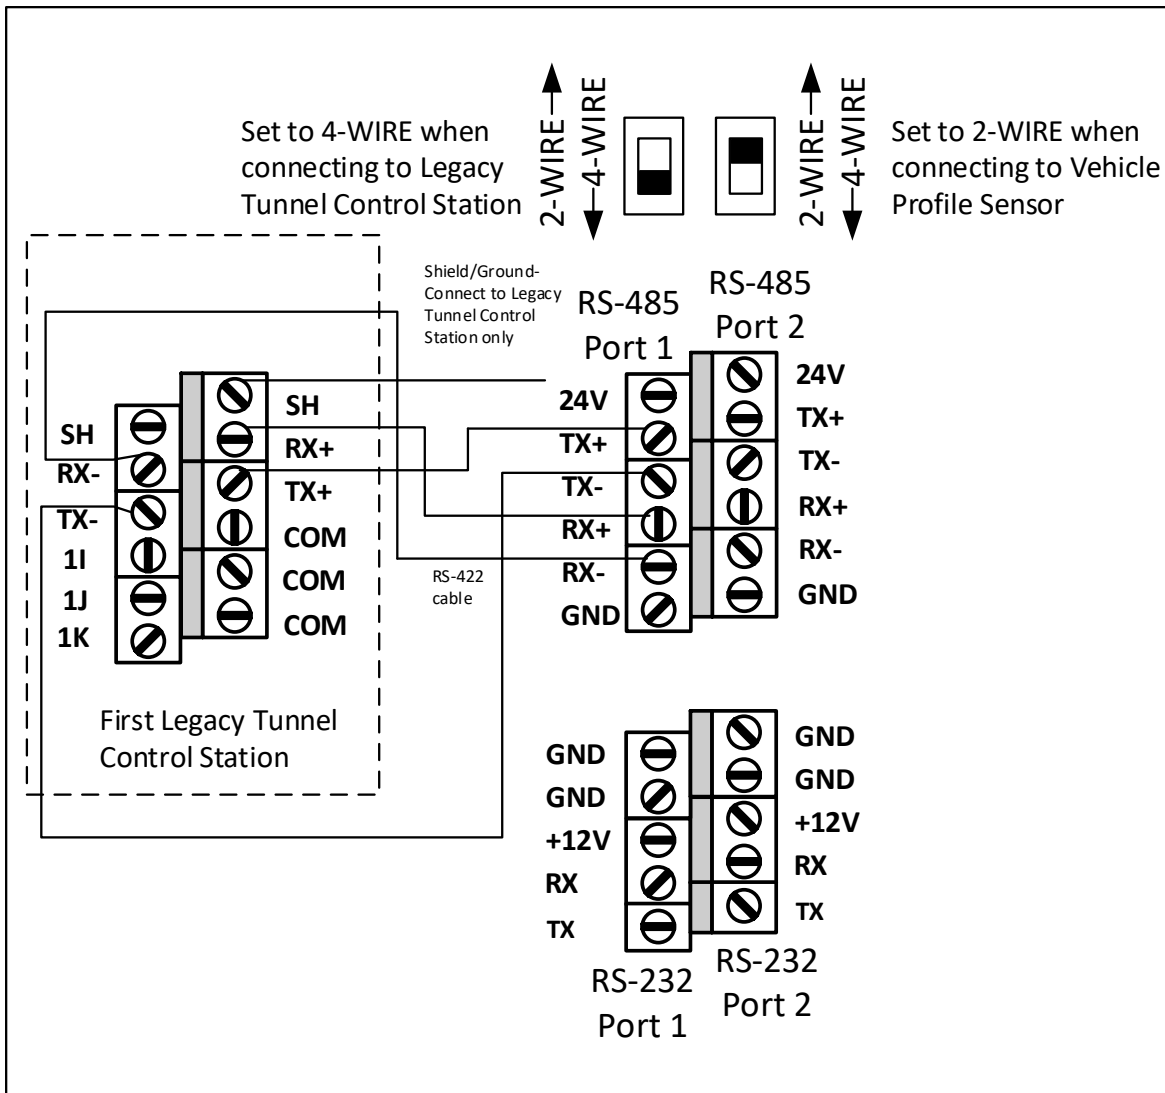 Set to 4-WIRE when
connecting to Legacy
Tunnel Control Station
2-WIRE
4-WIRE
2-WIRE
4-WIRE
Set to 2-WIRE when
connecting to Vehicle
Profile Sensor
Shield/Ground-
Connect to Legacy
Tunnel Control
Station only
RS-485
Port 1
RS-485
Port 2
SH
RX-
TX-
1I
1J
1K
SH
RX+
TX+
COM
COM
COM
First Legacy Tunnel
Control Station
RS-422
cable
24V
TX+
TX-
RX+
RX-
GND
24V
TX+
TX-
RX+
RX-
GND
GND
GND
+12V
RX
TX
GND
GND
+12V
RX
TX
RS-232
Port 1
RS-232
Port 2